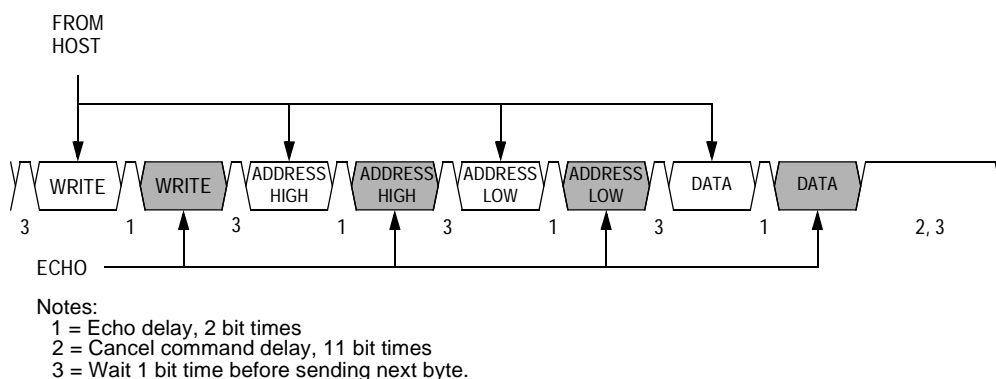 FROM
HOST
WRITE
WRITE
ADDRESS
HIGH
ADDRESS
HIGH
ADDRESS
LOW
ADDRESS
LOW
DATA
DATA
3 1 3 1 3 1 3 1 2, 3
ECHO
Notes:
1 = Echo delay, 2 bit times
2 = Cancel command delay, 11 bit times
3 = Wait 1 bit time before sending next byte.